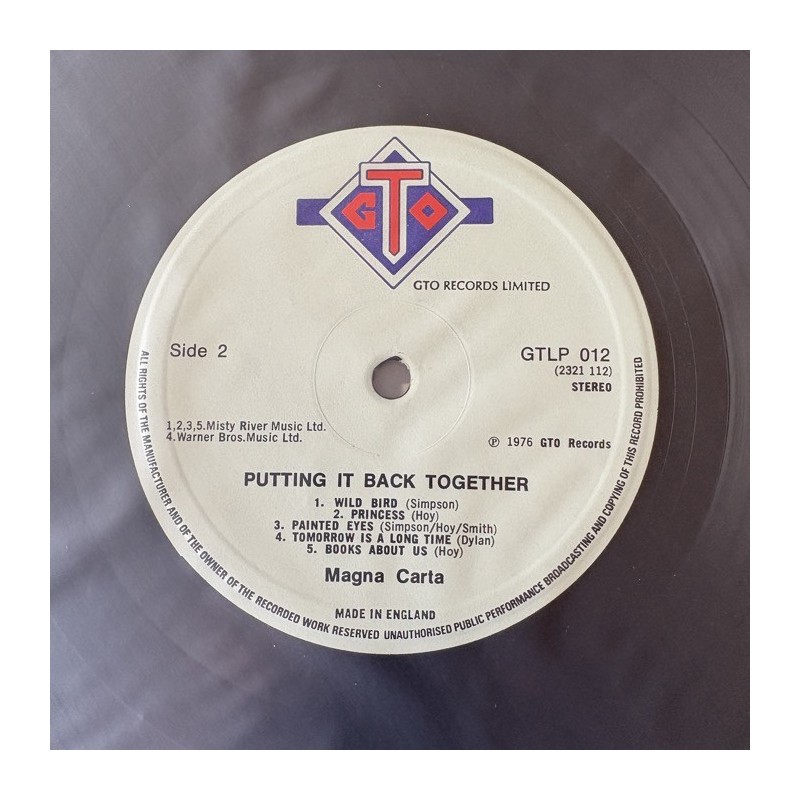 GTO
GTO RECORDS LIMITED
Side 2
GTLP 012
(2321 112)
STEREO
1,2,3,5.Misty River Music Ltd.
4.Warner Bros.Music Ltd.
℗ 1976 GTO Records
PUTTING IT BACK TOGETHER
1. WILD BIRD (Simpson)
2. PRINCESS (Hoy)
3. PAINTED EYES (Simpson/Hoy/Smith)
4. TOMORROW IS A LONG TIME (Dylan)
5. BOOKS ABOUT US (Hoy)
Magna Carta
MADE IN ENGLAND
ALL RIGHTS OF THE MANUFACTURER AND OF THE OWNER OF THE RECORDED WORK RESERVED UNAUTHORISED PUBLIC PERFORMANCE BROADCASTING AND COPYING OF THIS RECORD PROHIBITED